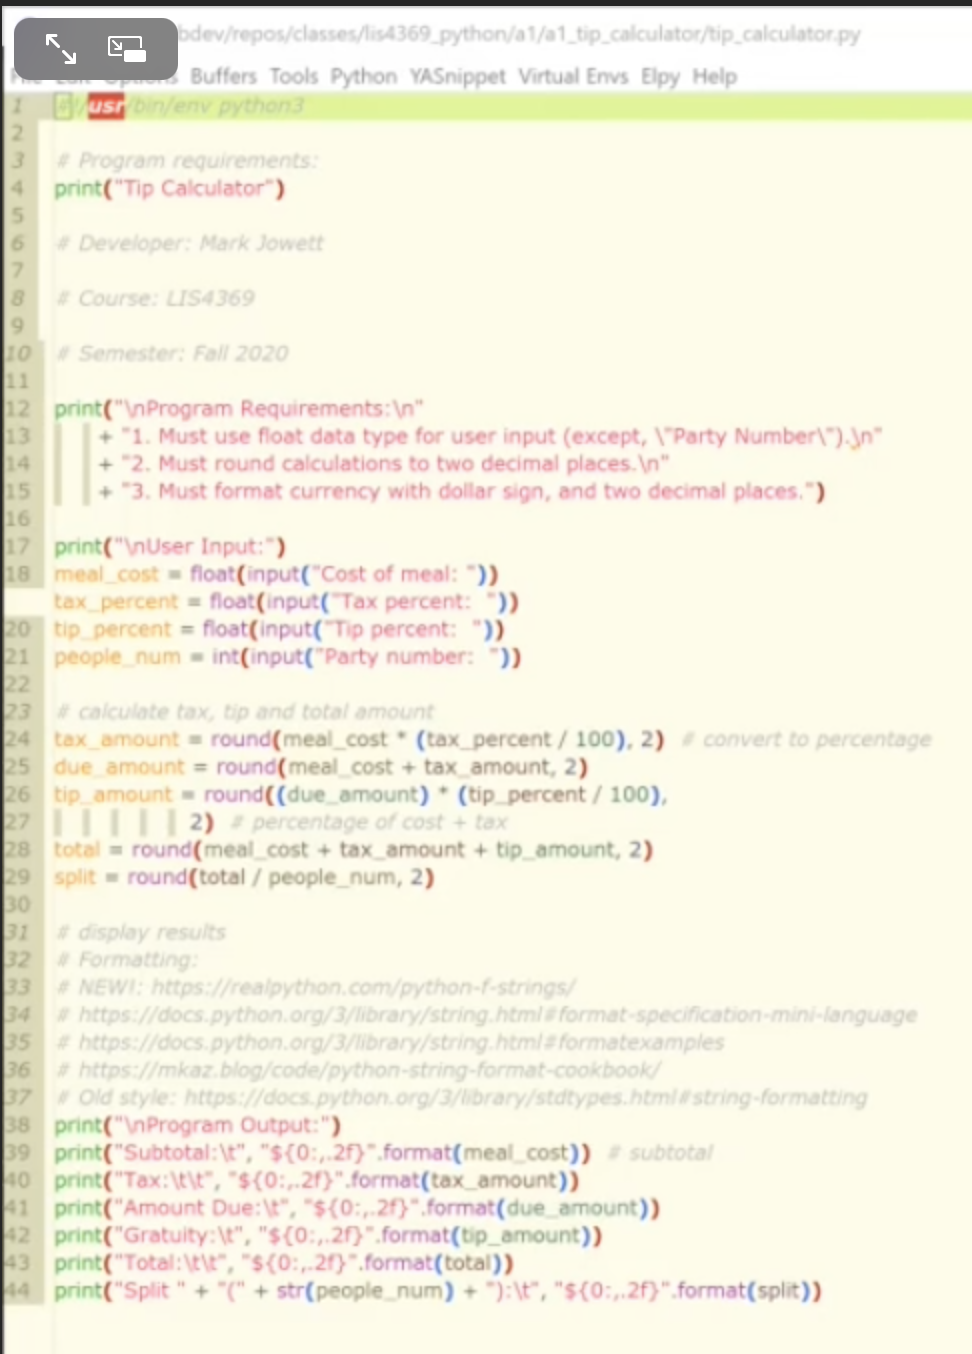 bdev/repos/classes/lis4369_python/a1/a1_tip_calculator/tip_calculator.py
File Edit Options Buffers Tools Python YASnippet Virtual Envs Elpy Help
1 #!/usr/bin/env python3
2
3 # Program requirements:
4 print("Tip Calculator")
5
6 # Developer: Mark Jowett
7
8 # Course: LIS4369
9
10 # Semester: Fall 2020
11
12 print("\nProgram Requirements:\n"
13 + "1. Must use float data type for user input (except, \"Party Number\").\n"
14 + "2. Must round calculations to two decimal places.\n"
15 + "3. Must format currency with dollar sign, and two decimal places.")
16
17 print("\nUser Input:")
18 meal_cost = float(input("Cost of meal: "))
tax_percent = float(input("Tax percent:  "))
20 tip_percent = float(input("Tip percent:  "))
21 people_num = int(input("Party number:  "))
22
23 # calculate tax, tip and total amount
24 tax_amount = round(meal_cost * (tax_percent / 100), 2)  # convert to percentage
25 due_amount = round(meal_cost + tax_amount, 2)
26 tip_amount = round((due_amount) * (tip_percent / 100),
27 2)  # percentage of cost + tax
28 total = round(meal_cost + tax_amount + tip_amount, 2)
29 split = round(total / people_num, 2)
30
31 # display results
32 # Formatting:
33 # NEW!: https://realpython.com/python-f-strings/
34 # https://docs.python.org/3/library/string.html#format-specification-mini-language
35 # https://docs.python.org/3/library/string.html#formatexamples
36 # https://mkaz.blog/code/python-string-format-cookbook/
37 # Old style: https://docs.python.org/3/library/stdtypes.html#string-formatting
38 print("\nProgram Output:")
39 print("Subtotal:\t", "${0:,.2f}".format(meal_cost))  # subtotal
40 print("Tax:\t\t", "${0:,.2f}".format(tax_amount))
41 print("Amount Due:\t", "${0:,.2f}".format(due_amount))
42 print("Gratuity:\t", "${0:,.2f}".format(tip_amount))
43 print("Total:\t\t", "${0:,.2f}".format(total))
44 print("Split " + "(" + str(people_num) + "):\t", "${0:,.2f}".format(split))